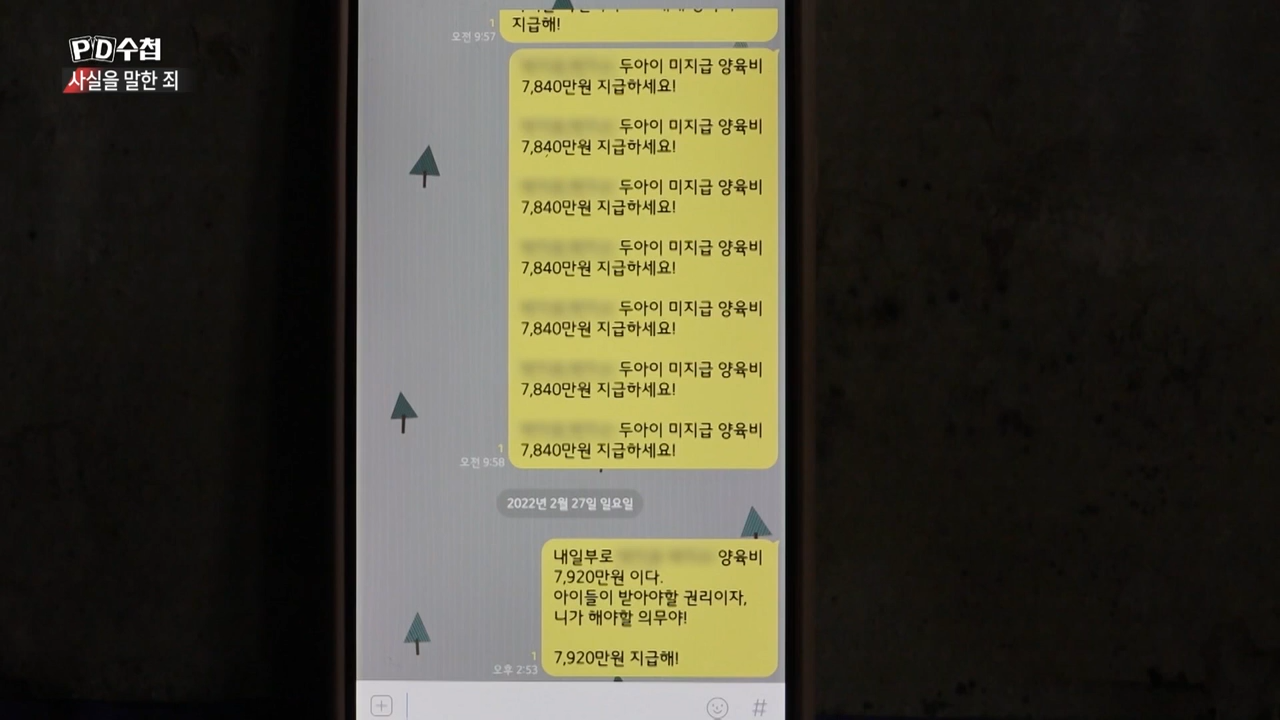 PD수첩
사실을 말한 죄
지급해!
1
오전 9:57
두아이 미지급 양육비
7,840만원 지급하세요!
두아이 미지급 양육비
7,840만원 지급하세요!
두아이 미지급 양육비
7,840만원 지급하세요!
두아이 미지급 양육비
7,840만원 지급하세요!
두아이 미지급 양육비
7,840만원 지급하세요!
두아이 미지급 양육비
7,840만원 지급하세요!
두아이 미지급 양육비
7,840만원 지급하세요!
1
오전 9:58
2022년 2월 27일 일요일
내일부로 양육비
7,920만원 이다.
아이들이 받아야할 권리이자,
니가 해야할 의무야!
7,920만원 지급해!
1
오후 2:53
#